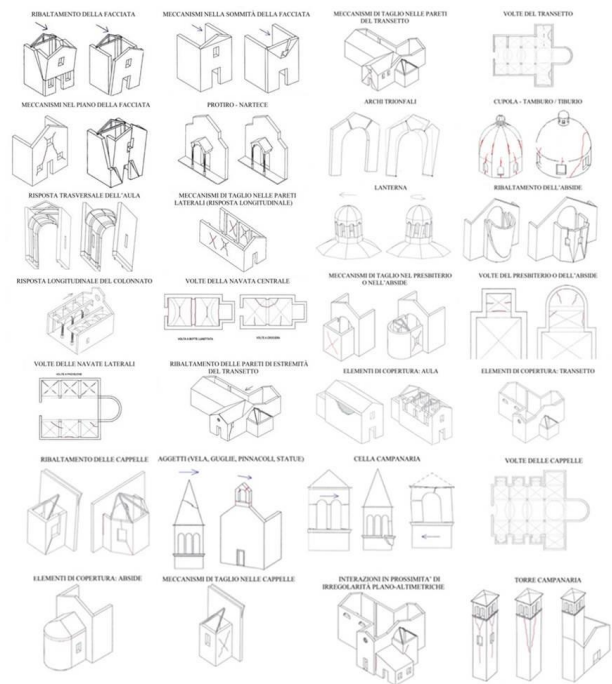 RIBALTAMENTO DELLA FACCIATA
MECCANISMI NELLA SOMMITÀ DELLA FACCIATA
MECCANISMI DI TAGLIO NELLE PARETI
DEL TRANSETTO
VOLTE DEL TRANSETTO
MECCANISMI NEL PIANO DELLA FACCIATA
PROTIRO - NARTECE
ARCHI TRIONFALI
CUPOLA - TAMBURO / TIBURIO
RISPOSTA TRASVERSALE DELL'AULA
MECCANISMI DI TAGLIO NELLE PARETI
LATERALI (RISPOSTA LONGITUDINALE)
LANTERNA
RIBALTAMENTO DELL'ABSIDE
RISPOSTA LONGITUDINALE DEL COLONNATO
VOLTE DELLA NAVATA CENTRALE
MECCANISMI DI TAGLIO NEL PRESBITERIO
O NELL'ABSIDE
VOLTE DEL PRESBITERIO O DELL'ABSIDE
VOLTE DELLE NAVATE LATERALI
RIBALTAMENTO DELLE PARETI DI ESTREMITÀ
DEL TRANSETTO
ELEMENTI DI COPERTURA: AULA
ELEMENTI DI COPERTURA: TRANSETTO
RIBALTAMENTO DELLE CAPPELLE
AGGETTI (VELA, GUGLIE, PINNACOLI, STATUE)
CELLA CAMPANARIA
VOLTE DELLE CAPPELLE
ELEMENTI DI COPERTURA: ABSIDE
MECCANISMI DI TAGLIO NELLE CAPPELLE
INTERAZIONI IN PROSSIMITA' DI
IRREGOLARITÀ PLANO-ALTIMETRICHE
TORRE CAMPANARIA